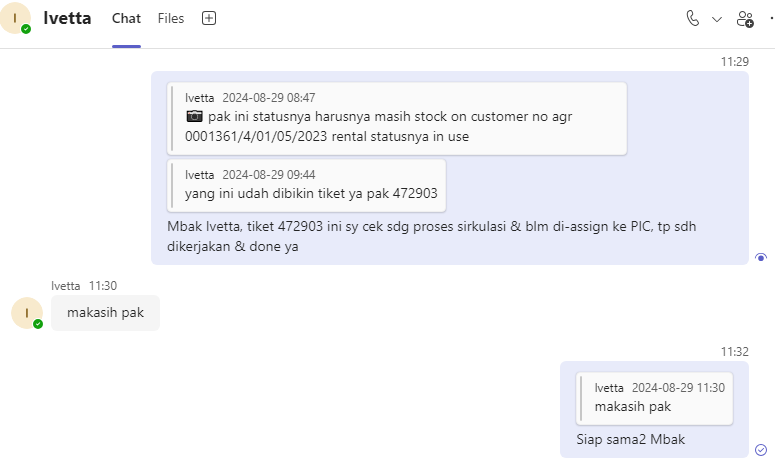 I
Ivetta
Chat
Files
11:29
Ivetta 2024-08-29 08:47
pak ini statusnya harusnya masih stock on customer no agr
0001361/4/01/05/2023 rental statusnya in use
Ivetta 2024-08-29 09:44
yang ini udah dibikin tiket ya pak 472903
Mbak Ivetta, tiket 472903 ini sy cek sdg proses sirkulasi & blm di-assign ke PIC, tp sdh
dikerjakan & done ya
Ivetta 11:30
I
makasih pak
11:32
Ivetta 2024-08-29 11:30
makasih pak
Siap sama2 Mbak